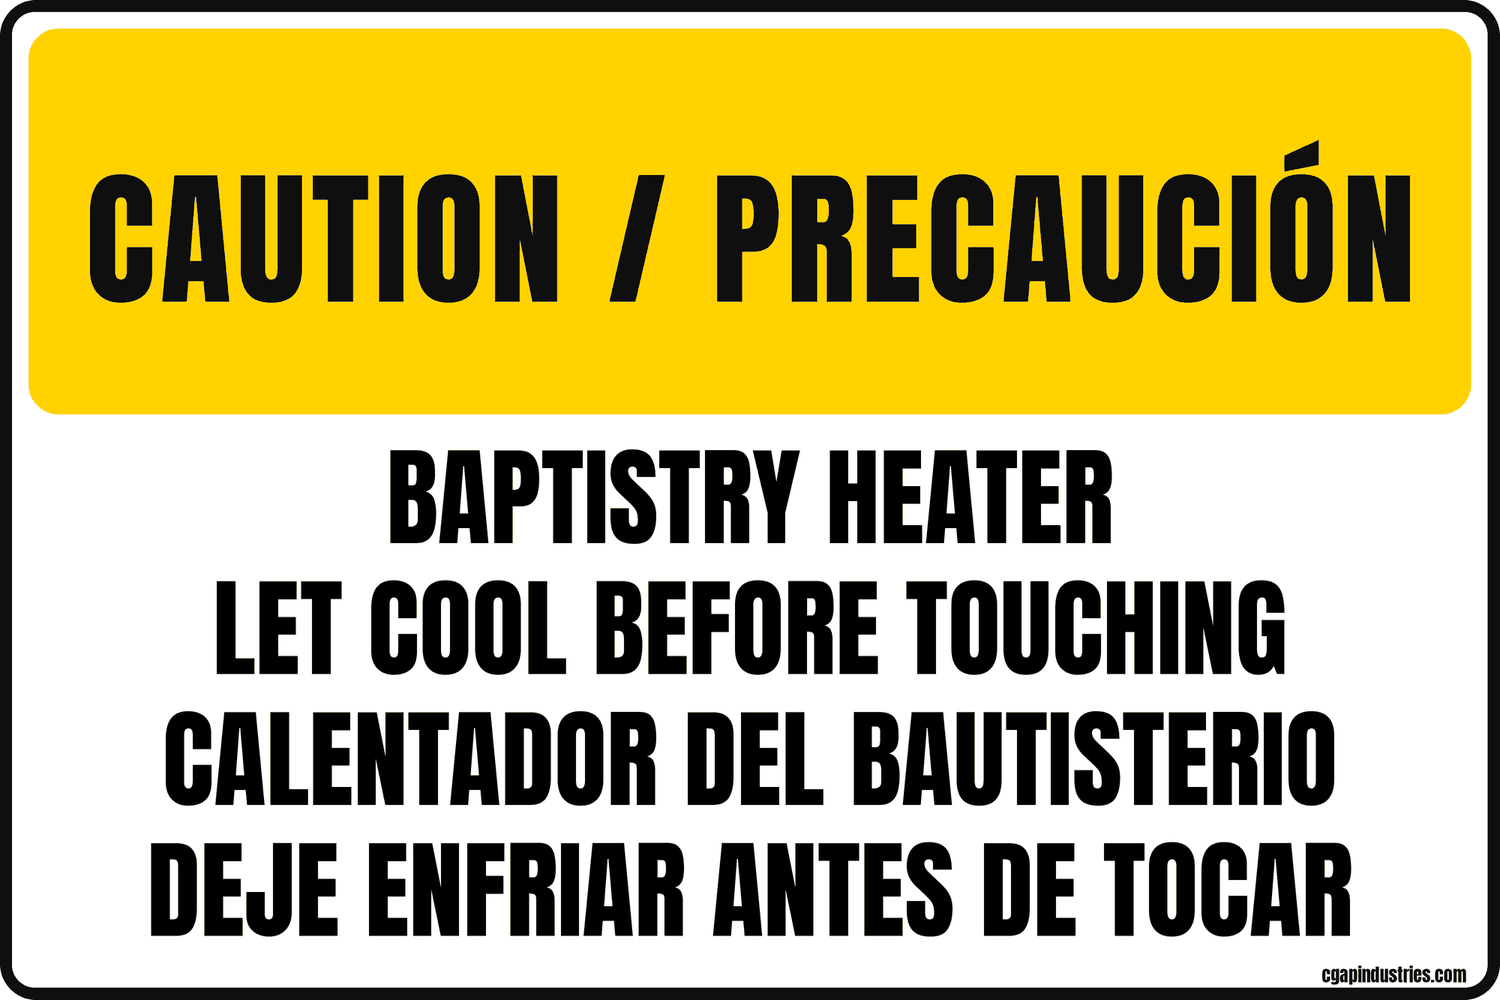 CAUTION / PRECAUCIÓN
BAPTISTRY HEATER
LET COOL BEFORE TOUCHING
CALENTADOR DEL BAUTISTERIO
DEJE ENFRIAR ANTES DE TOCAR
cgapindustries.com